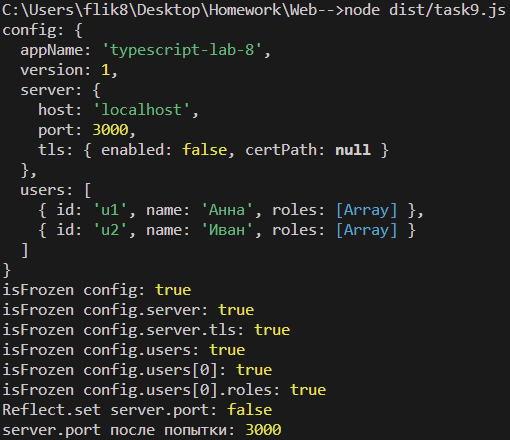 C:\Users\flik8\Desktop\Homework\Web-->node dist/task9.js
config: {
  appName: 'typescript-lab-8',
  version: 1,
  server: {
    host: 'localhost',
    port: 3000,
    tls: { enabled: false, certPath: null }
  },
  users: [
    { id: 'u1', name: 'Анна', roles: [Array] },
    { id: 'u2', name: 'Иван', roles: [Array] }
  ]
}
isFrozen config: true
isFrozen config.server: true
isFrozen config.server.tls: true
isFrozen config.users: true
isFrozen config.users[0]: true
isFrozen config.users[0].roles: true
Reflect.set server.port: false
server.port после попытки: 3000